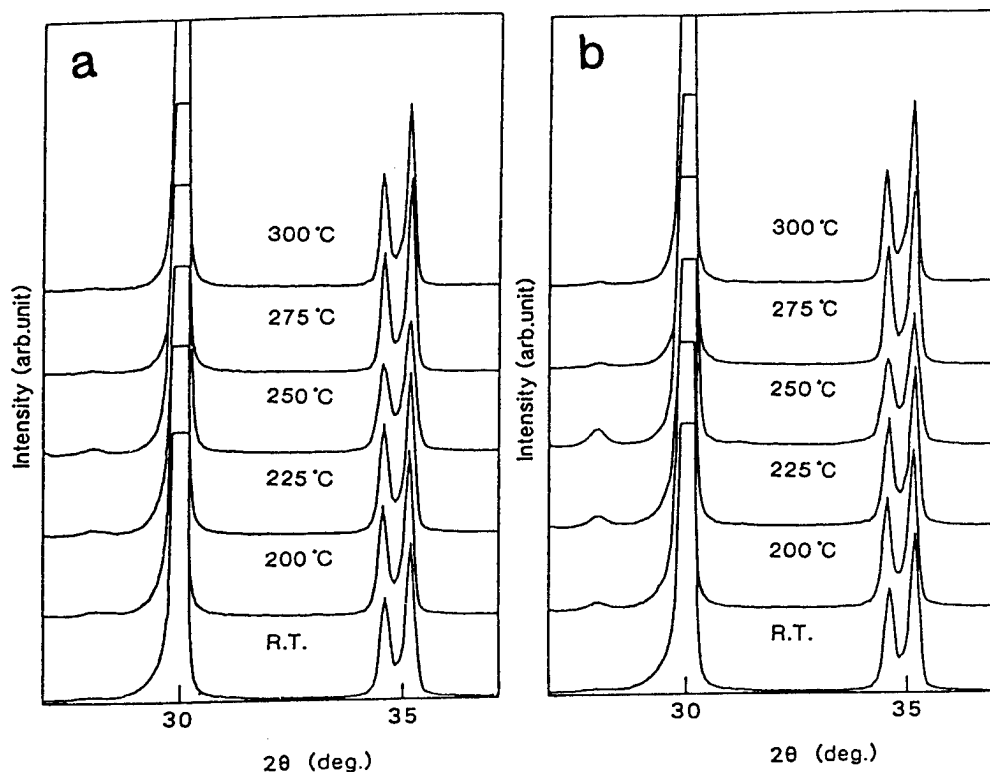 a
300 °C
275 °C
250 °C
225 °C
200 °C
R.T.
Intensity (arb.unit)
30
35
2θ (deg.)
b
300 °C
275 °C
250 °C
225 °C
200 °C
R.T.
Intensity (arb.unit)
30
35
2θ (deg.)